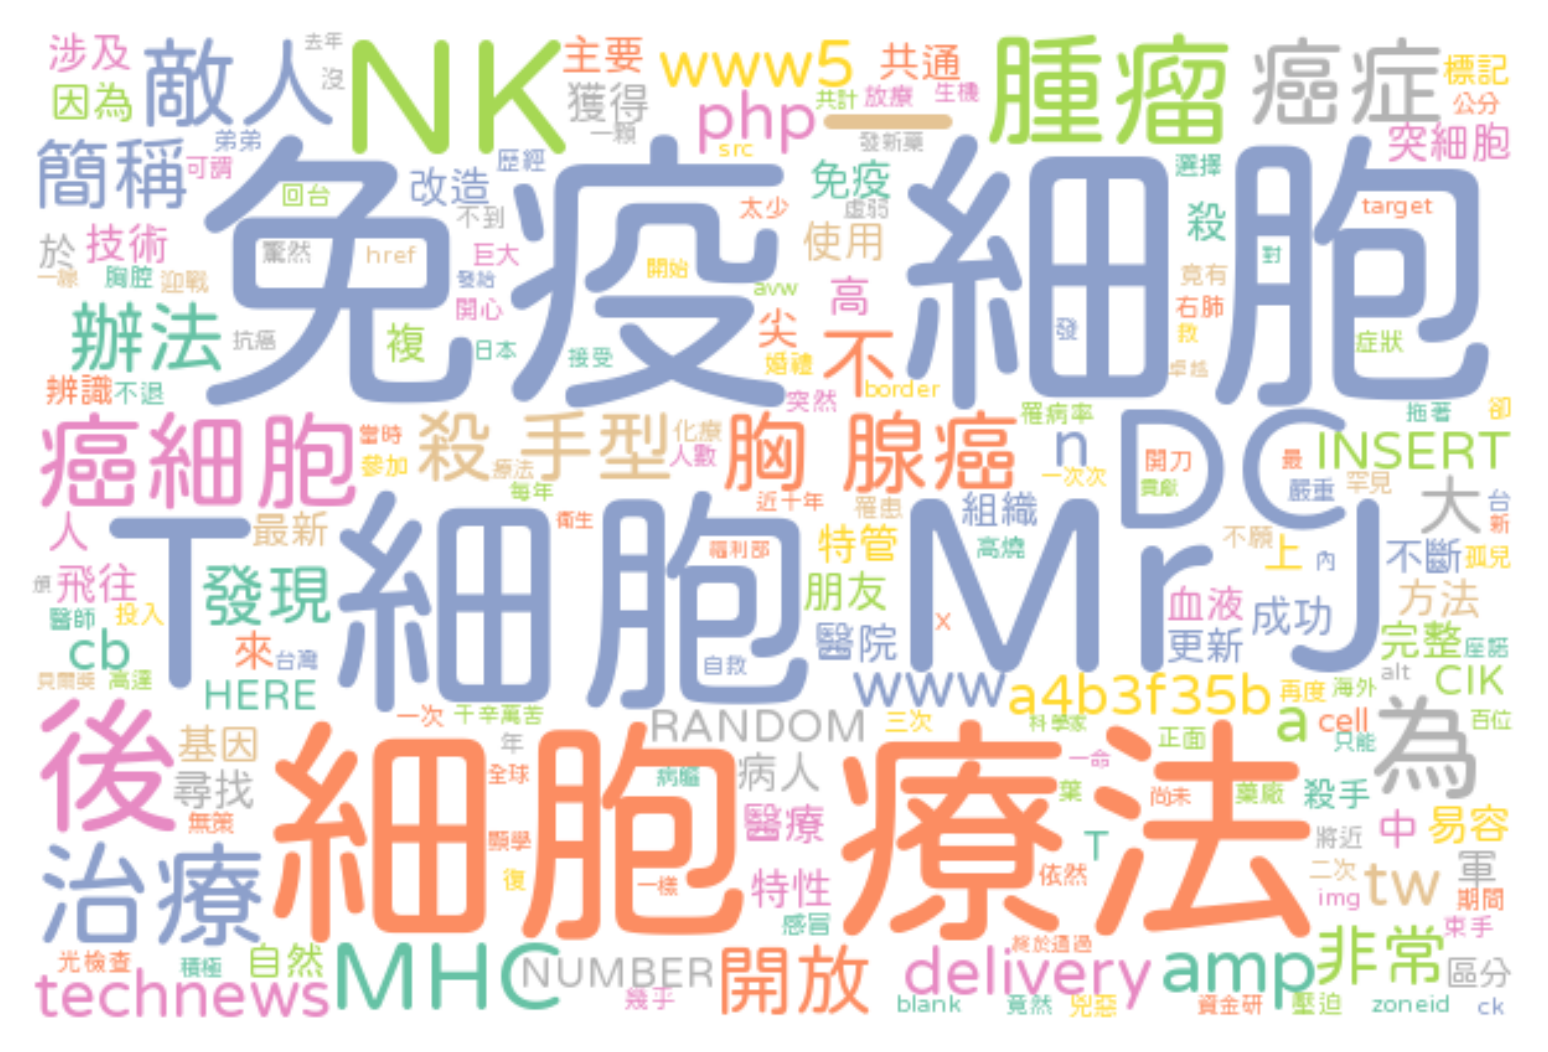 涉及
敵人
去年
沒
NK
主要
www5
共通
腫瘤
癌症
標記
因為
獲得
php
共計
放療
生機
公分
一
一顆
src
發新藥
突細胞
簡稱
弟弟
可謂
回台
歷經
改造
免疫
選擇
免疫細胞
不到
太少
虛弱
target
殺
於
技術
驚然
href
巨大
使用
對
一線
胸腔
迎戰
發給
開始
avw
高
竟有
開心
右肺
辦法
抗癌
複
日本
接受
尖
不
發
救
症狀
婚禮
卓越
辨識
不退
border
突然
癌細胞
當時
殺
手型
化療
胸
腺癌
罹病率
n
DC
拖著
卻
INSERT
參加
療法
人數
一次次
開刀
最
每年
近十年
貢獻
嚴重
罕見
人
T細胞
最新
衛生
罹患
組織
MrJ
大
台
新
特管
高燒
不願
上
內
不斷
孤兒
福利部
飛往
發現
朋友
方法
醫師
投入
x
血液
成功
cb
來
台灣
自救
醫院
更新
完整
座談
高達
HERE
www
a4b3f35b
再度
海外
alt
CIK
後
一次
千辛萬苦
RANDOM
三次
科學家
a
cell
只能
為
百位
基因
年
正面
尋找
細胞療法
全球
病軀
病人
一命
葉
尚未
藥廠
殺手
無策
顯學
醫療
T
將近
中
易容
治療
復
一樣
特性
依然
二次
tw
軍
感冒
img
期間
束手
光檢查
積極
自然
MHC
NUMBER
開放
終於通過
delivery
amp
非常
區分
technews
幾乎
blank
竟然
兇惡
資金研
壓迫
zoneid
ck